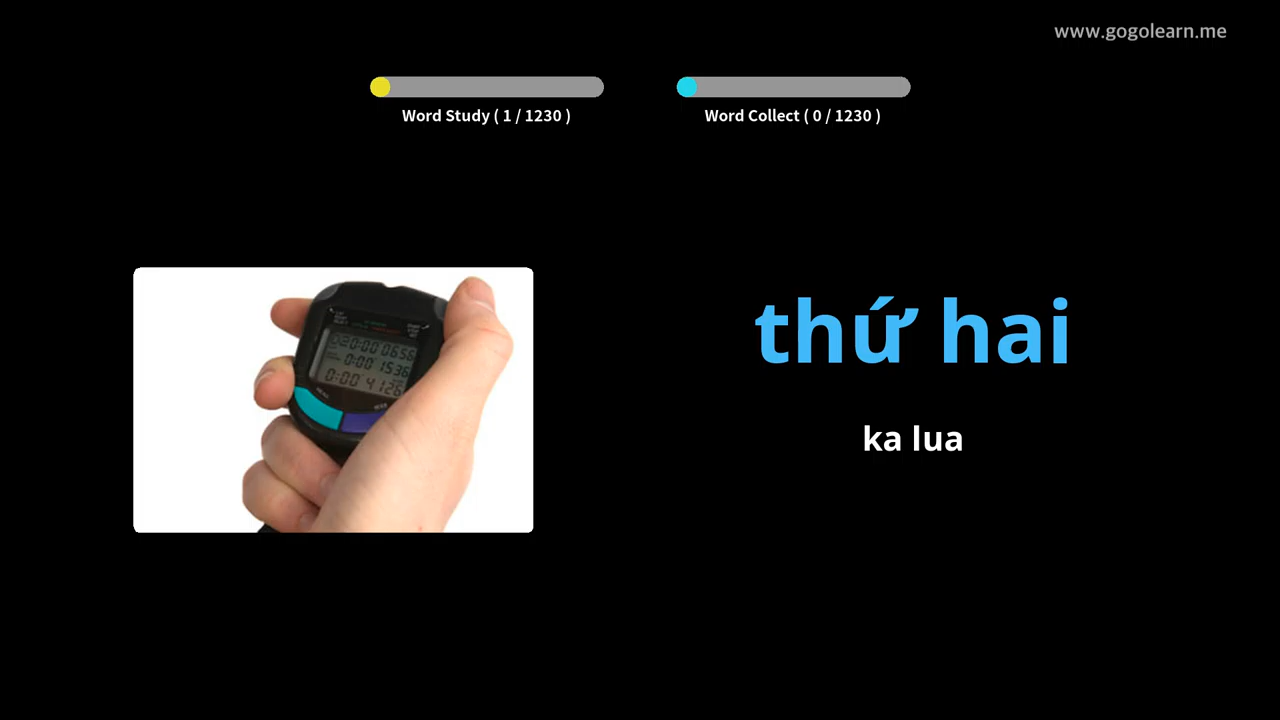 www.gogolearn.me
Word Study ( 1 / 1230 )
Word Collect ( 0 / 1230 )
thứ hai
ka lua